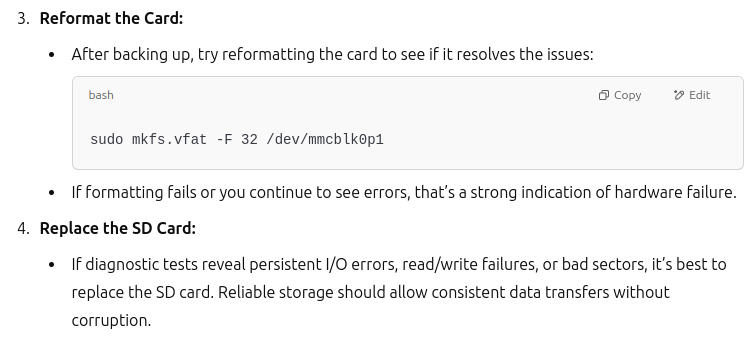 3. Reformat the Card:
• After backing up, try reformatting the card to see if it resolves the issues:
bash Copy Edit
sudo mkfs.vfat -F 32 /dev/mmcblk0p1
• If formatting fails or you continue to see errors, that’s a strong indication of hardware failure.
4. Replace the SD Card:
• If diagnostic tests reveal persistent I/O errors, read/write failures, or bad sectors, it’s best to
replace the SD card. Reliable storage should allow consistent data transfers without
corruption.